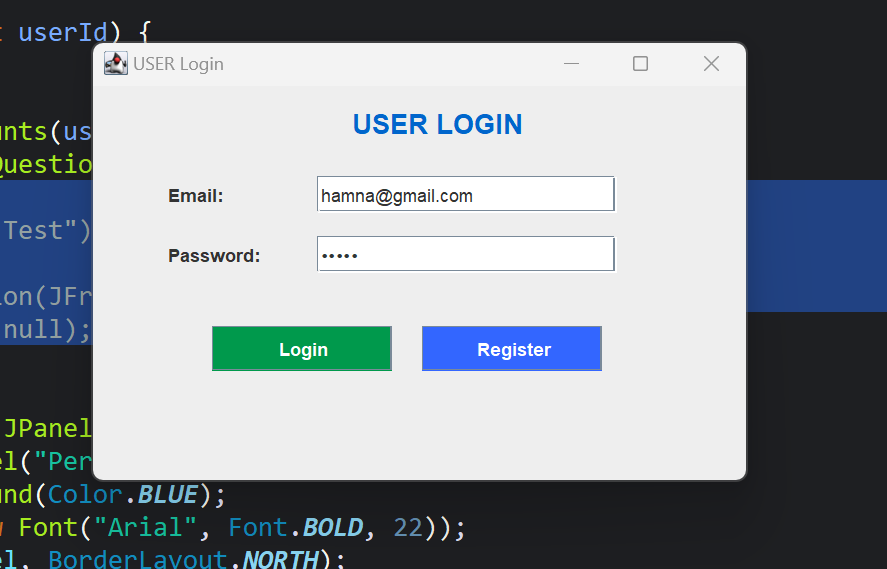 t userId) {
USER Login
USER LOGIN
unts(us
Questio
Email:
hamna@gmail.com
Test")
Password:
•••••
ion(JFr
null);
Login
Register
JPanel
el("Per
und(Color.BLUE);
w Font("Arial", Font.BOLD, 22));
el, BorderLayout.NORTH);